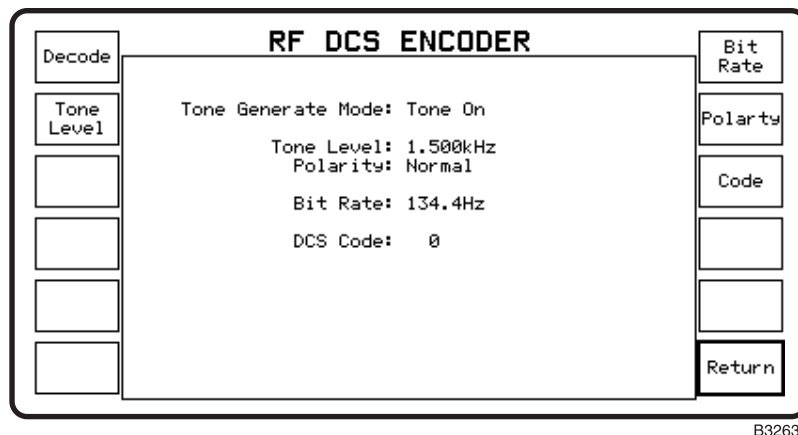 RF DCS ENCODER
Decode
Tone
Level
Tone Generate Mode: Tone On
Tone Level: 1.500kHz
Polarity: Normal
Bit Rate: 134.4Hz
DCS Code: 0
Bit
Rate
Polarty
Code
Return
B3263